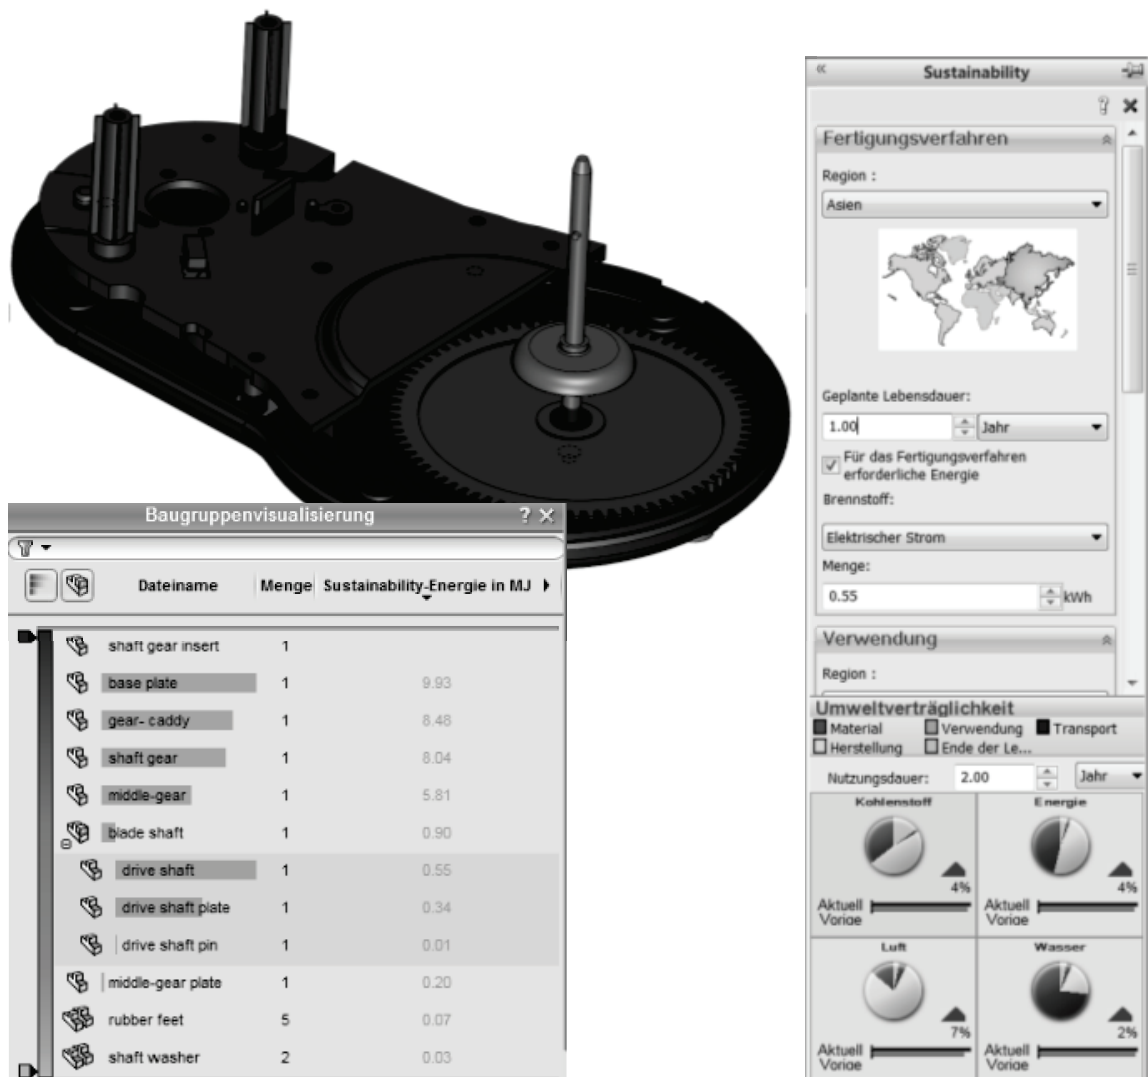 Sustainability
Fertigungsverfahren
Region :
Asien
Geplante Lebensdauer:
1.00 Jahr
Für das Fertigungsverfahren
erforderliche Energie
Brennstoff:
Elektrischer Strom
Menge:
0.55 kWh
Verwendung
Region :
Umweltverträglichkeit
Material Verwendung Transport
Herstellung Ende der Le...
Nutzungsdauer: 2.00 Jahr
Kohlenstoff Energie
4% 4%
Aktuell Aktuell
Vorige Vorige
Luft Wasser
7% 2%
Aktuell Aktuell
Vorige Vorige
Baugruppenvisualisierung ? ×
Dateiname Menge Sustainability-Energie in MJ
shaft gear insert 1
base plate 1 9.93
gear- caddy 1 8.48
shaft gear 1 8.04
middle-gear 1 5.81
blade shaft 1 0.90
drive shaft 1 0.55
drive shaft plate 1 0.34
drive shaft pin 1 0.01
middle-gear plate 1 0.20
rubber feet 5 0.07
shaft washer 2 0.03